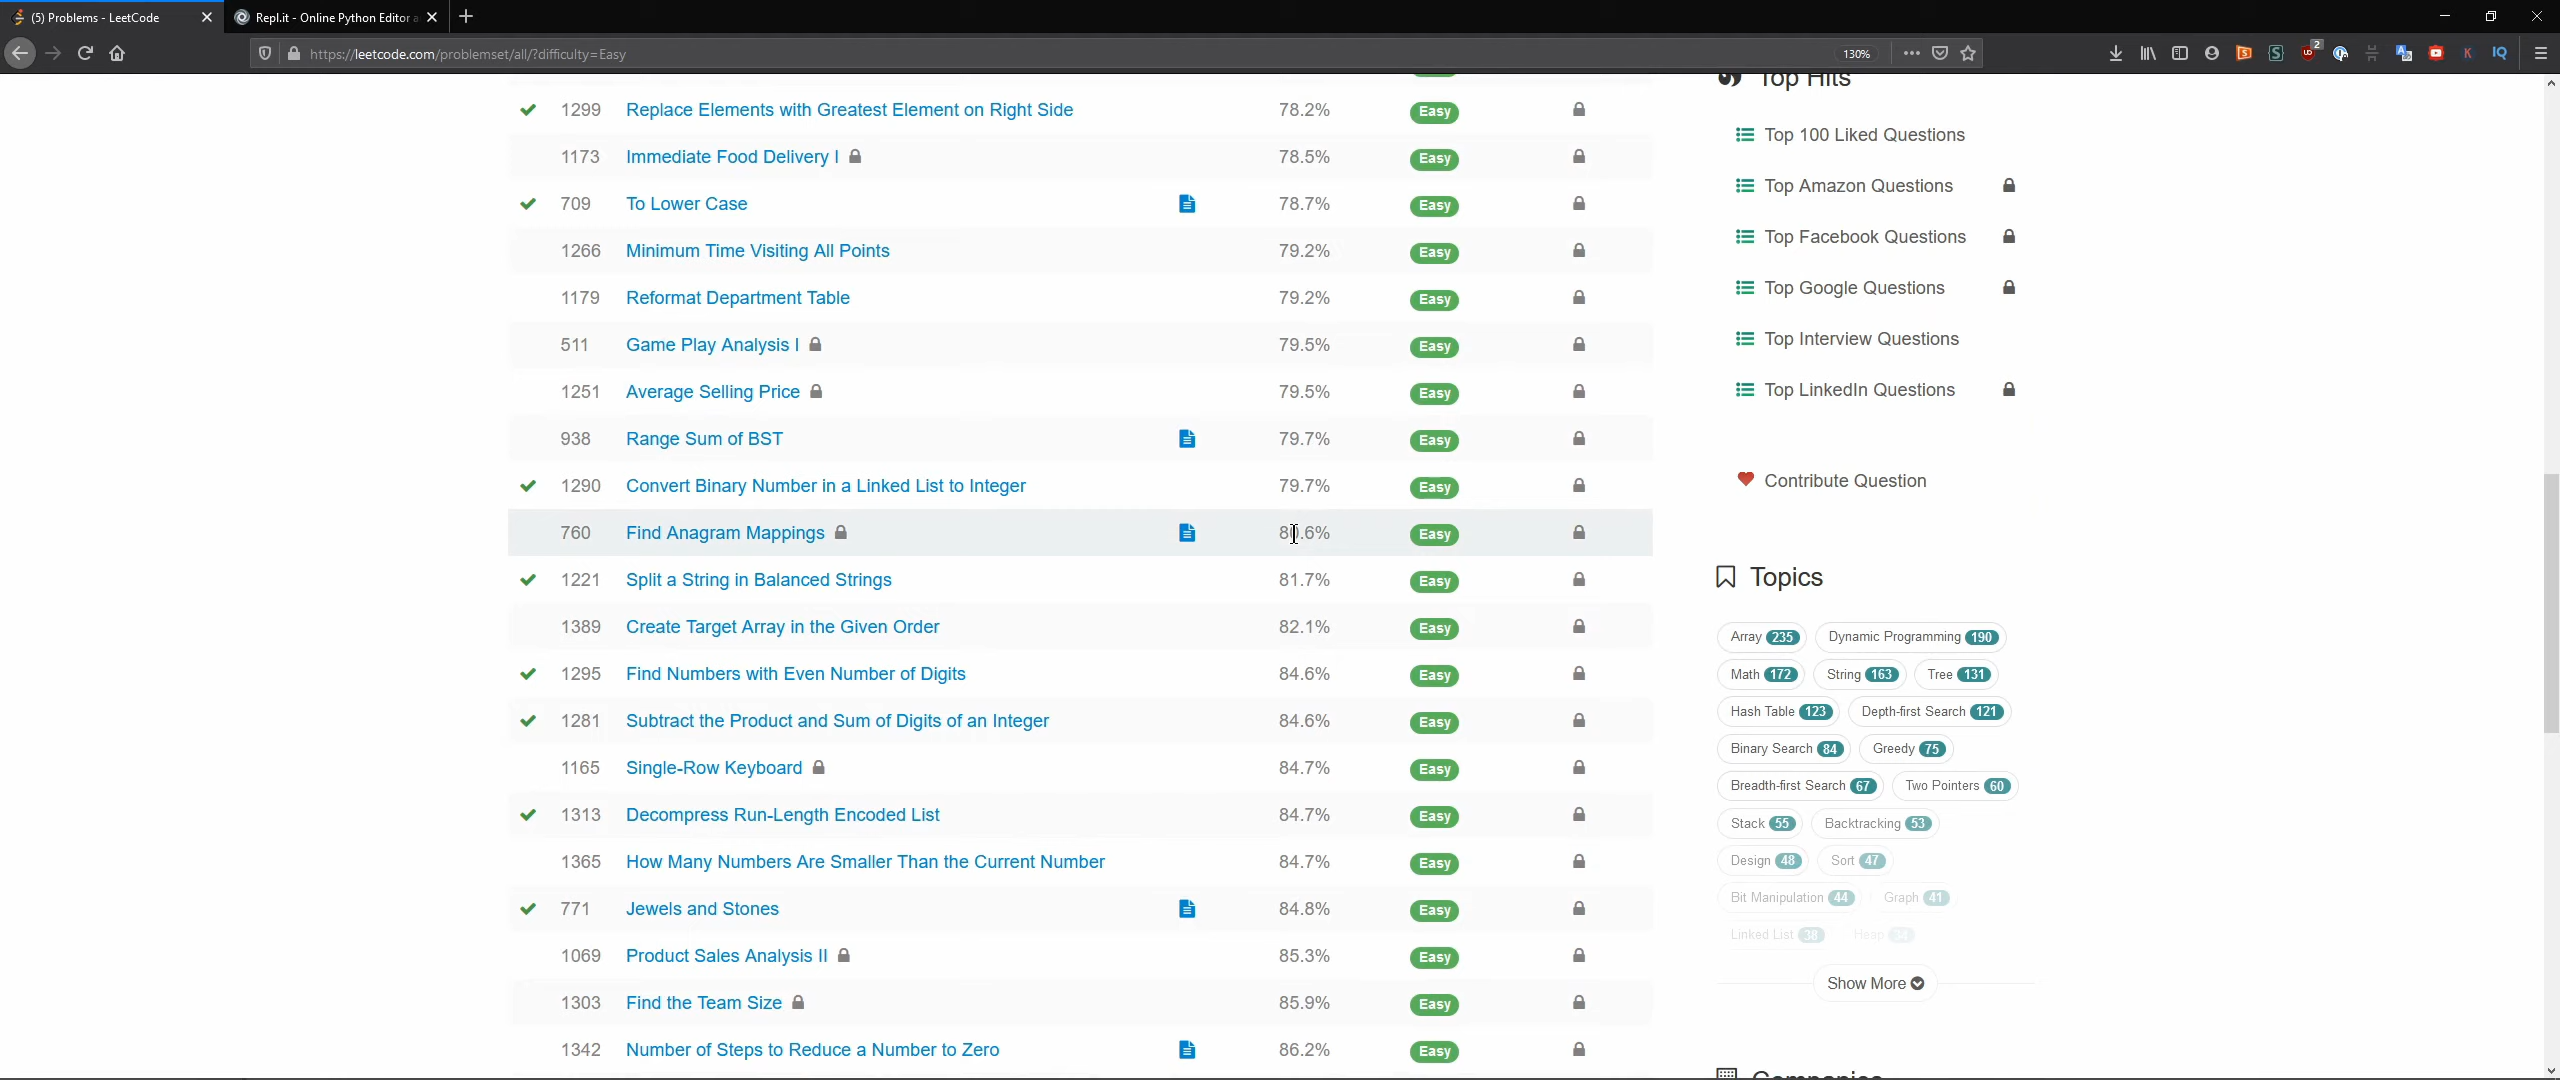 (5) Problems - LeetCode
Repl.it - Online Python Editor a
https://leetcode.com/problemset/all/?difficulty=Easy
130%
2
1299 Replace Elements with Greatest Element on Right Side 78.2% Easy
1173 Immediate Food Delivery I 78.5% Easy
709 To Lower Case 78.7% Easy
1266 Minimum Time Visiting All Points 79.2% Easy
1179 Reformat Department Table 79.2% Easy
511 Game Play Analysis I 79.5% Easy
1251 Average Selling Price 79.5% Easy
938 Range Sum of BST 79.7% Easy
1290 Convert Binary Number in a Linked List to Integer 79.7% Easy
760 Find Anagram Mappings 80.6% Easy
1221 Split a String in Balanced Strings 81.7% Easy
1389 Create Target Array in the Given Order 82.1% Easy
1295 Find Numbers with Even Number of Digits 84.6% Easy
1281 Subtract the Product and Sum of Digits of an Integer 84.6% Easy
1165 Single-Row Keyboard 84.7% Easy
1313 Decompress Run-Length Encoded List 84.7% Easy
1365 How Many Numbers Are Smaller Than the Current Number 84.7% Easy
771 Jewels and Stones 84.8% Easy
1069 Product Sales Analysis II 85.3% Easy
1303 Find the Team Size 85.9% Easy
1342 Number of Steps to Reduce a Number to Zero 86.2% Easy
Top Hits
Top 100 Liked Questions
Top Amazon Questions
Top Facebook Questions
Top Google Questions
Top Interview Questions
Top LinkedIn Questions
Contribute Question
Topics
Array 235 Dynamic Programming 190
Math 172 String 163 Tree 131
Hash Table 123 Depth-first Search 121
Binary Search 84 Greedy 75
Breadth-first Search 67 Two Pointers 60
Stack 55 Backtracking 53
Design 48 Sort 47
Bit Manipulation 44 Graph 41
Linked List 38 Heap
Show More
Companies